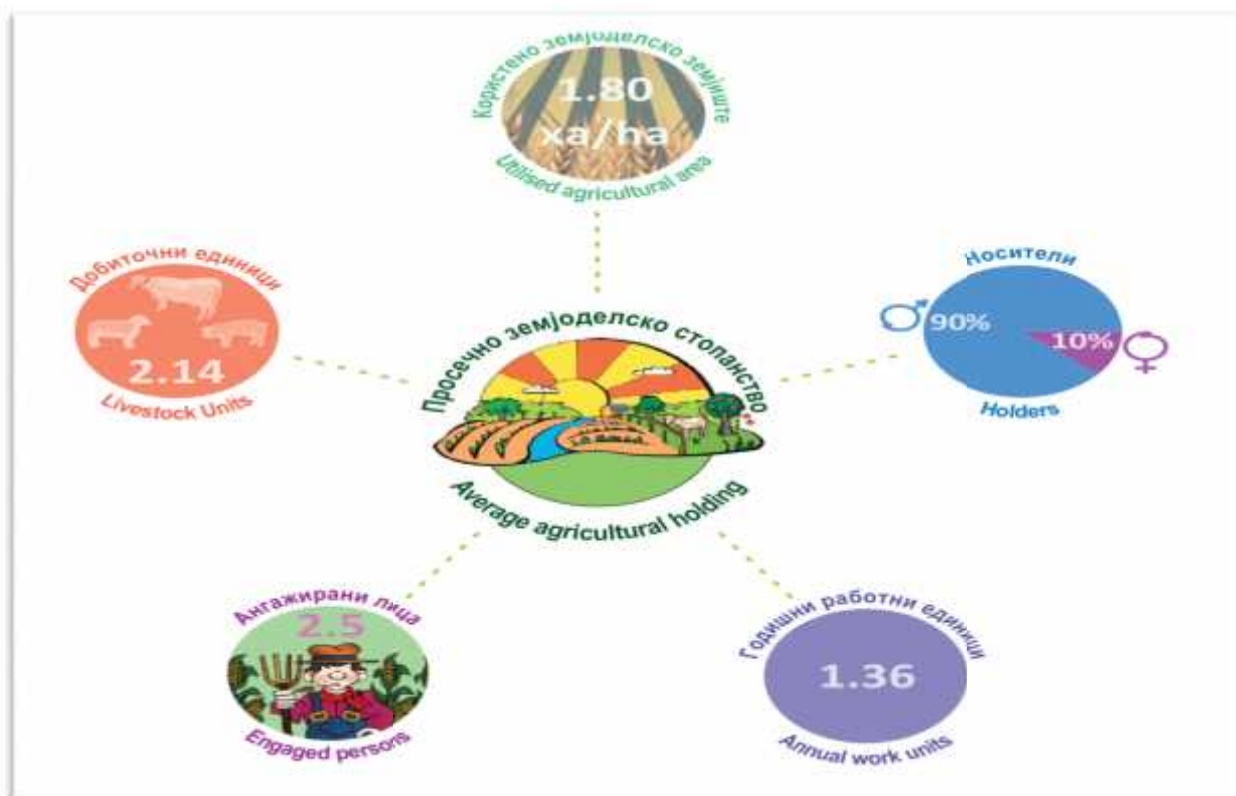 Користено земјоделско земјиште
1.80
ха/ha
Utilised agricultural area
Добиточни единици
2.14
Livestock Units
Носители
90%
10%
Holders
Просечно земјоделско стопанство
Average agricultural holding
Ангажирани лица
2.5
Engaged persons
Годишни работни единици
1.36
Annual work units